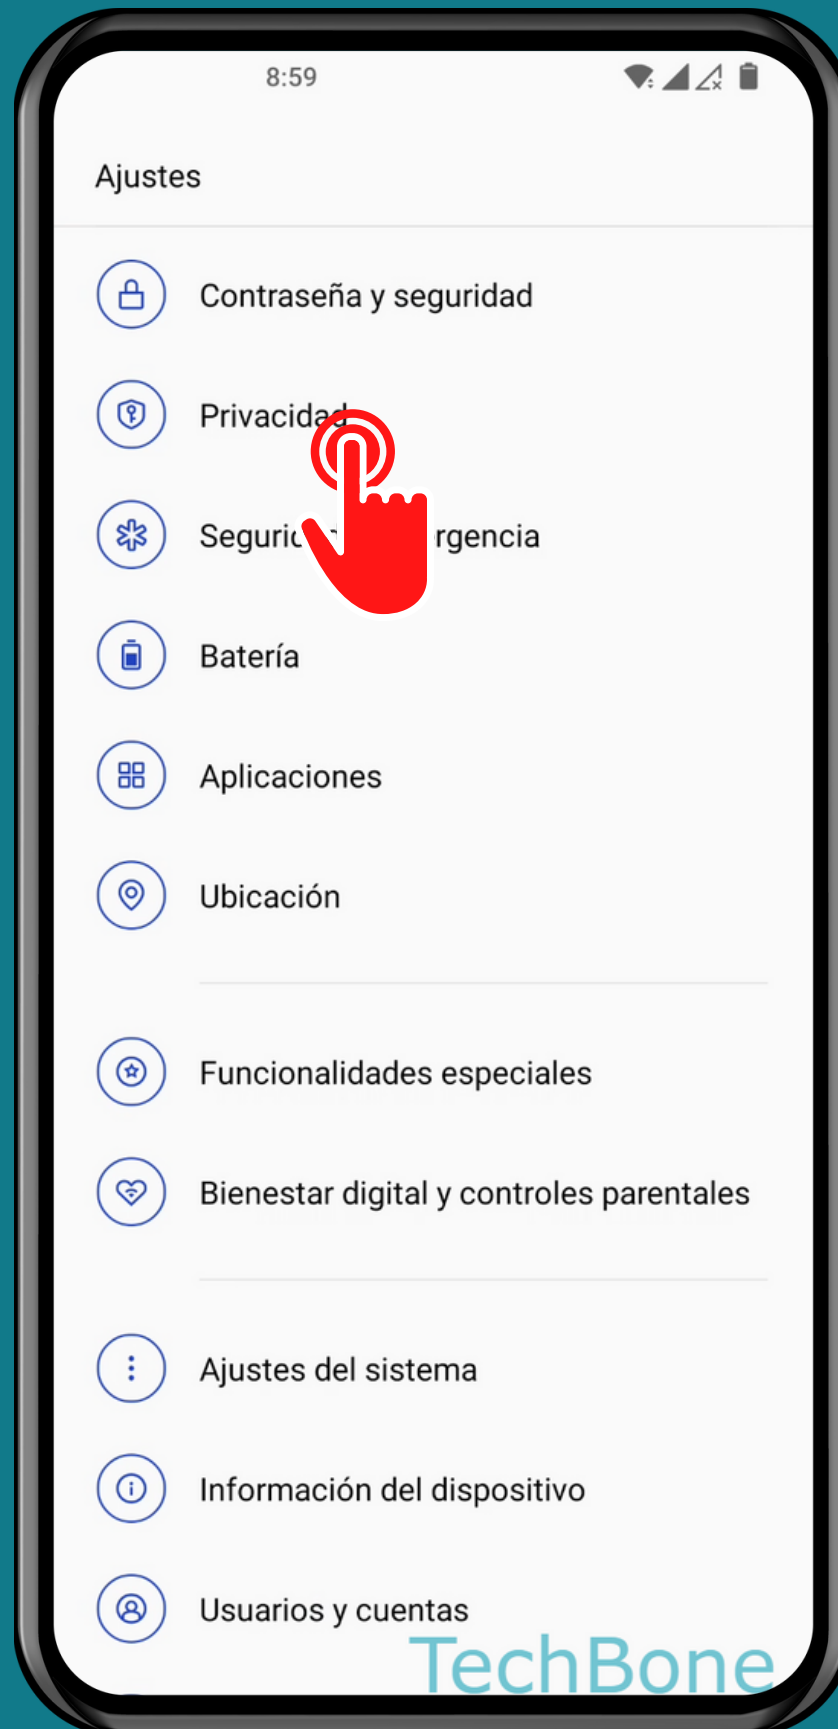 8:59
Ajustes
Contraseña y seguridad
Privacidad
Batería
Aplicaciones
Ubicación
Funcionalidades especiales
Bienestar digital y controles parentales
Ajustes del sistema
Información del dispositivo
Usuarios y cuentas
TechBone